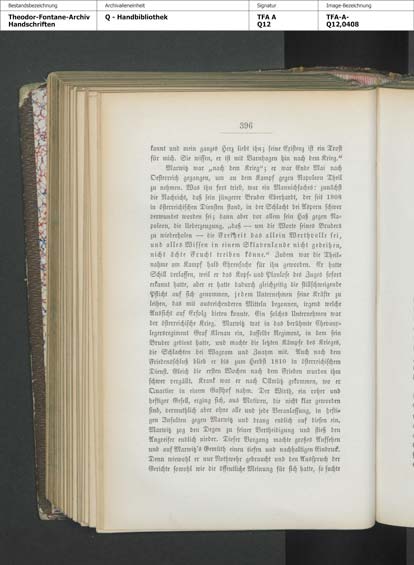 Bestandsbezeichnung
Theodor-Fontane-Archiv
Handschriften
Archivalieneinheit
Q - Handbibliothek
Signatur
TFA A
Q12
Image-Bezeichnung
TFA-A-
Q12,0408
396
kannt und mein ganzes Herz liebt ihn; seine Existenz ist ein Trost
für mich. Sie wissen, er ist mit Varnhagen hin nach dem Krieg."
Marwitz war „nach dem Krieg"; er war Ende Mai nach
Oesterreich gegangen, um an dem Kampf gegen Napoleon Theil
zu nehmen. Was ihn fort trieb, war ein Mannichfaches: zunächst
die Nachricht, daß sein jüngerer Bruder Eberhardt, der seit 1808
in österreichischen Diensten stand, in der Schlacht bei Aspern schwer
verwundet worden sei; dann aber vor allem sein Haß gegen Na-
poleon, die Ueberzeugung, „daß — um die Worte seines Bruders
zu wiederholen — die Freiheit das allein Werthvolle sei,
und alles Wissen in einem Sklavenlande nicht gedeihen,
nicht ächte Frucht treiben könne." Zudem war die Theil-
nahme am Kampf halb Ehrensache für ihn geworden. Er hatte
Schill verlassen, weil er das Kopf- und Planlose des Zuges sofort
erkannt hatte, aber er hatte dadurch gleichzeitig die stillschweigende
Pflicht auf sich genommen, jedem Unternehmen seine Kräfte zu
leihen, das mit ausreichenderen Mitteln begonnen, irgend welche
Aussicht auf Erfolg bieten konnte. Ein solches Unternehmen war
der österreichische Krieg. Marwitz trat in das berühmte Chevaux-
legersregiment Graf Klenau ein, dasselbe Regiment, in dem sein
Bruder gedient hatte, und machte die letzten Kämpfe des Krieges,
die Schlachten bei Wagram und Znaym mit. Auch nach dem
Friedensschluß blieb er bis zum Herbst 1810 in österreichischem
Dienst. Gleich die ersten Wochen nach dem Frieden wurden ihm
schwer vergällt. Krank war er nach Olmütz gekommen, wo er
Quartier in einem Gasthof nahm. Der Wirth, ein roher und
heftiger Gesell, erging sich, aus Motiven, die nicht klar geworden
sind, vermuthlich aber ohne alle und jede Veranlassung, in hefti-
gen Insulten gegen Marwitz und drang endlich auf diesen ein.
Marwitz zog den Degen zu seiner Vertheidigung und stieß den
Angreifer endlich nieder. Dieser Vorgang machte großes Aufsehen
und auf Marwitz's Gemüth einen tiefen und nachhaltigen Eindruck.
Denn wiewohl er nur Nothwehr gebraucht und den Ausspruch der
Gerichte sowohl wie die öffentliche Meinung für sich hatte, so suchte